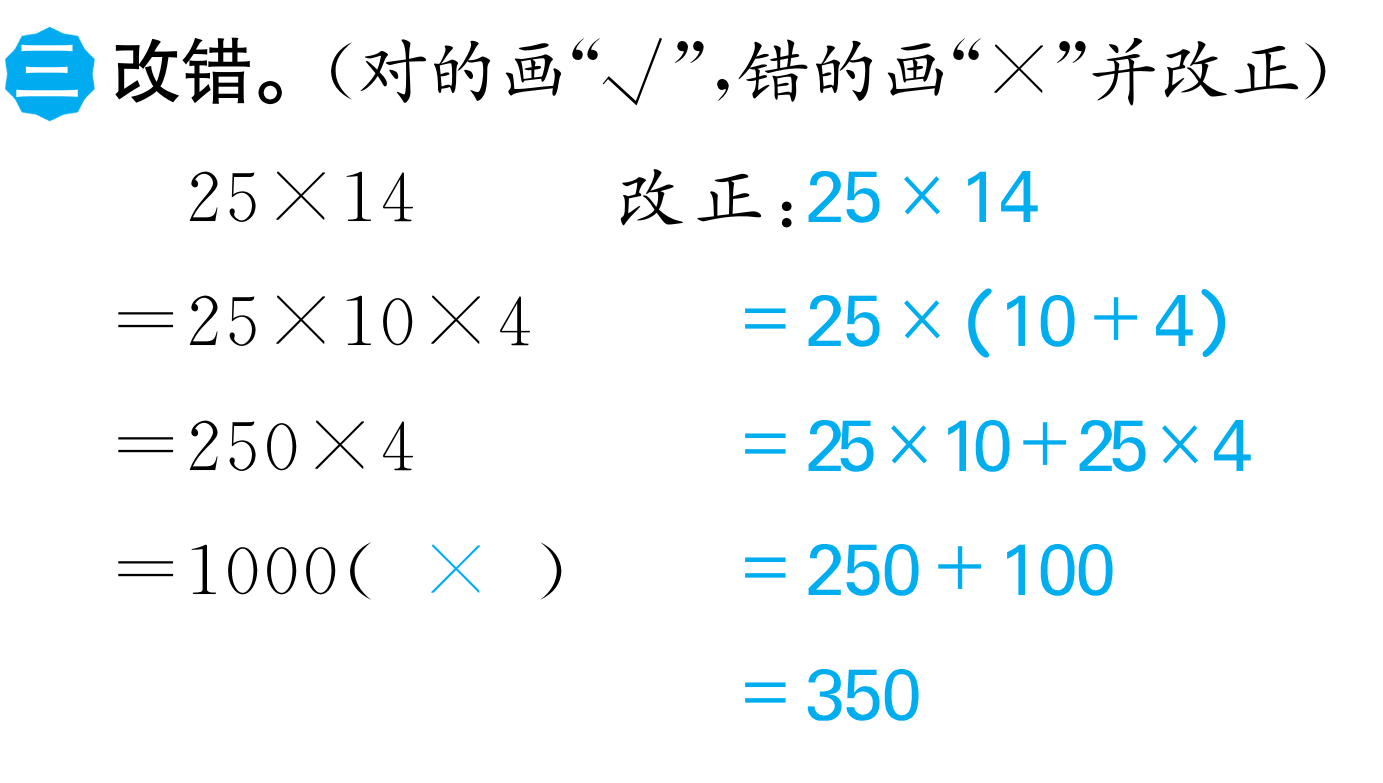 三 改错。(对的画“√”,错的画“×”并改正)
25×14 改正:25×14
=25×10×4 =25×(10+4)
=250×4 =25×10+25×4
=1000( × ) =250+100
=350